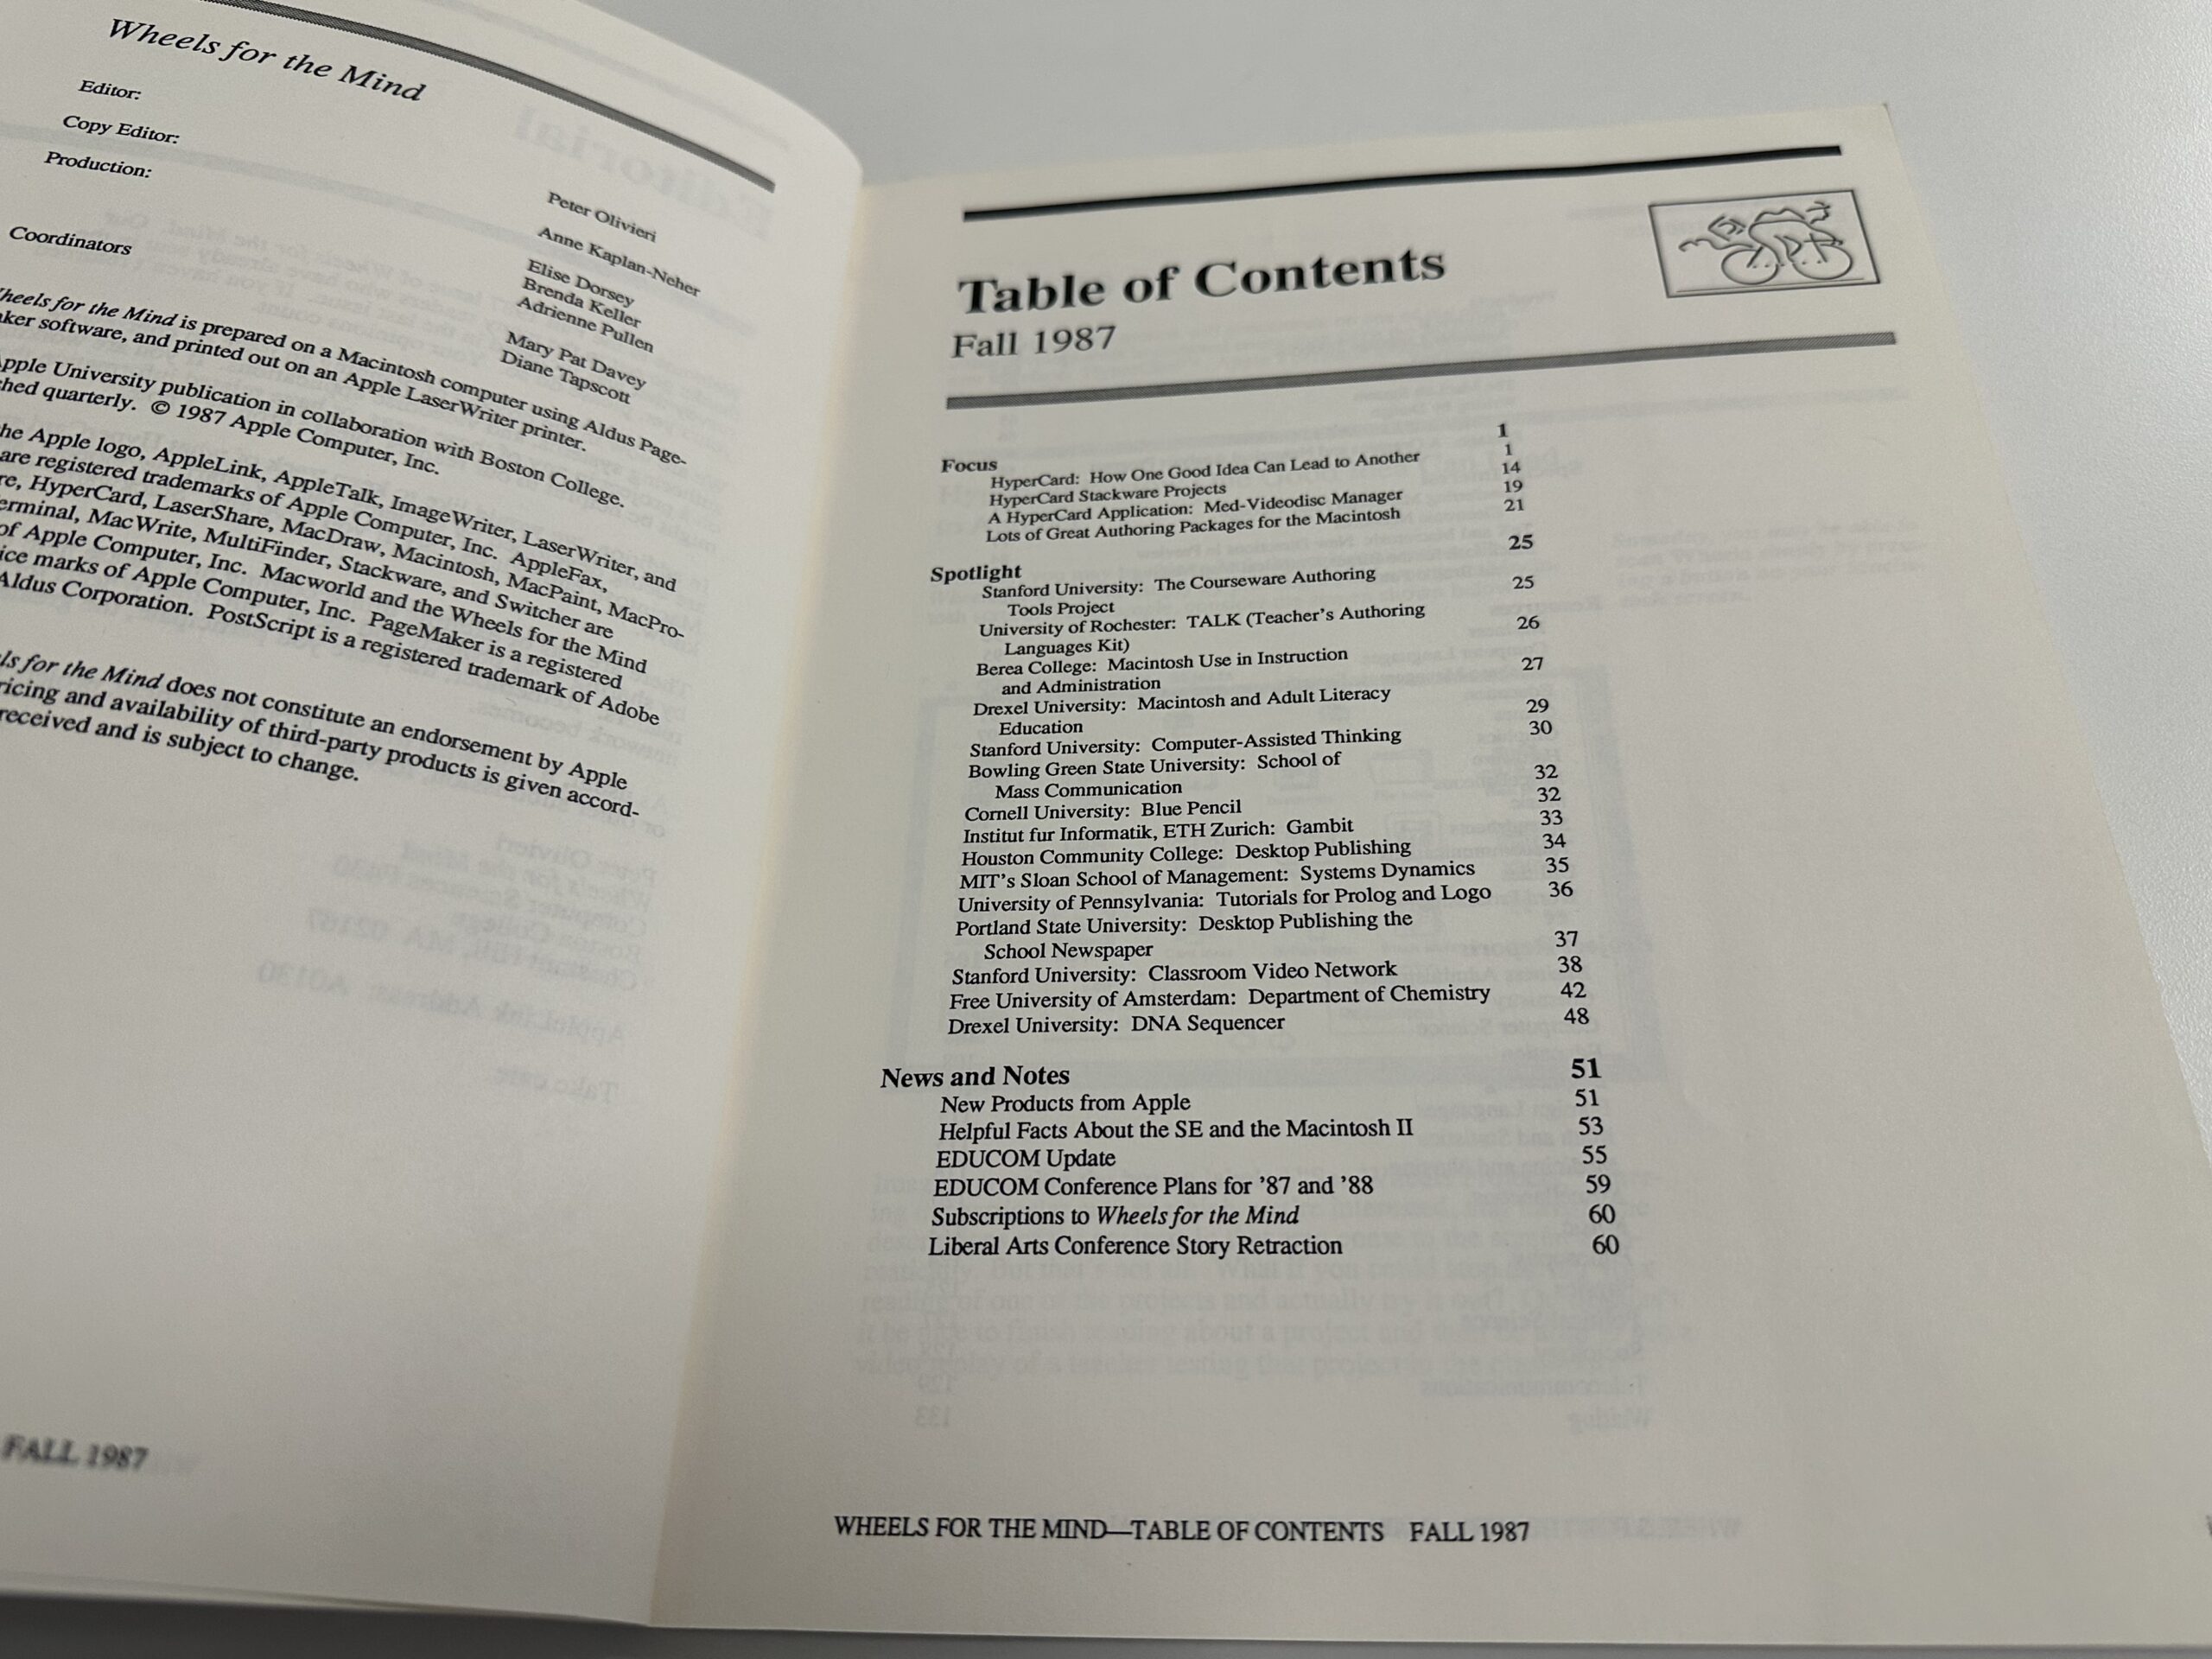 Wheels for the Mind
Editor:
Copy Editor:
Production:
Coordinators
Peter Olivieri
Anne Kaplan-Neher
Elise Dorsey
Brenda Keller
Adrienne Pullen
Mary Pat Davey
Diane Tapscott
Wheels for the Mind is prepared on a Macintosh computer using Aldus Page-
software, and printed out on an Apple LaserWriter printer.
Apple University publication in collaboration with Boston College.
quarterly. © 1987 Apple Computer, Inc.
the Apple logo, AppleLink, AppleTalk, ImageWriter, LaserWriter, and
are registered trademarks of Apple Computer, Inc. AppleFax,
HyperCard, LaserShare, MacDraw, Macintosh, MacPaint, MacPro-
MacWrite, MultiFinder, Stackware, and Switcher are
of Apple Computer, Inc. Macworld and the Wheels for the Mind
marks of Apple Computer, Inc. PageMaker is a registered
Aldus Corporation. PostScript is a registered trademark of Adobe
for the Mind does not constitute an endorsement by Apple
pricing and availability of third-party products is given accord-
received and is subject to change.
FALL 1987
Table of Contents
Fall 1987
Focus 1
HyperCard: How One Good Idea Can Lead to Another 1
HyperCard Stackware Projects 14
A HyperCard Application: Med-Videodisc Manager 19
Lots of Great Authoring Packages for the Macintosh 21
Spotlight 25
Stanford University: The Courseware Authoring
Tools Project 25
University of Rochester: TALK (Teacher's Authoring
Languages Kit) 26
Berea College: Macintosh Use in Instruction
and Administration 27
Drexel University: Macintosh and Adult Literacy
Education 29
Stanford University: Computer-Assisted Thinking 30
Bowling Green State University: School of
Mass Communication 32
Cornell University: Blue Pencil 32
Institut fur Informatik, ETH Zurich: Gambit 33
Houston Community College: Desktop Publishing 34
MIT's Sloan School of Management: Systems Dynamics 35
University of Pennsylvania: Tutorials for Prolog and Logo 36
Portland State University: Desktop Publishing the
School Newspaper 37
Stanford University: Classroom Video Network 38
Free University of Amsterdam: Department of Chemistry 42
Drexel University: DNA Sequencer 48
News and Notes 51
New Products from Apple 51
Helpful Facts About the SE and the Macintosh II 53
EDUCOM Update 55
EDUCOM Conference Plans for '87 and '88 59
Subscriptions to Wheels for the Mind 60
Liberal Arts Conference Story Retraction 60
WHEELS FOR THE MIND—TABLE OF CONTENTS FALL 1987